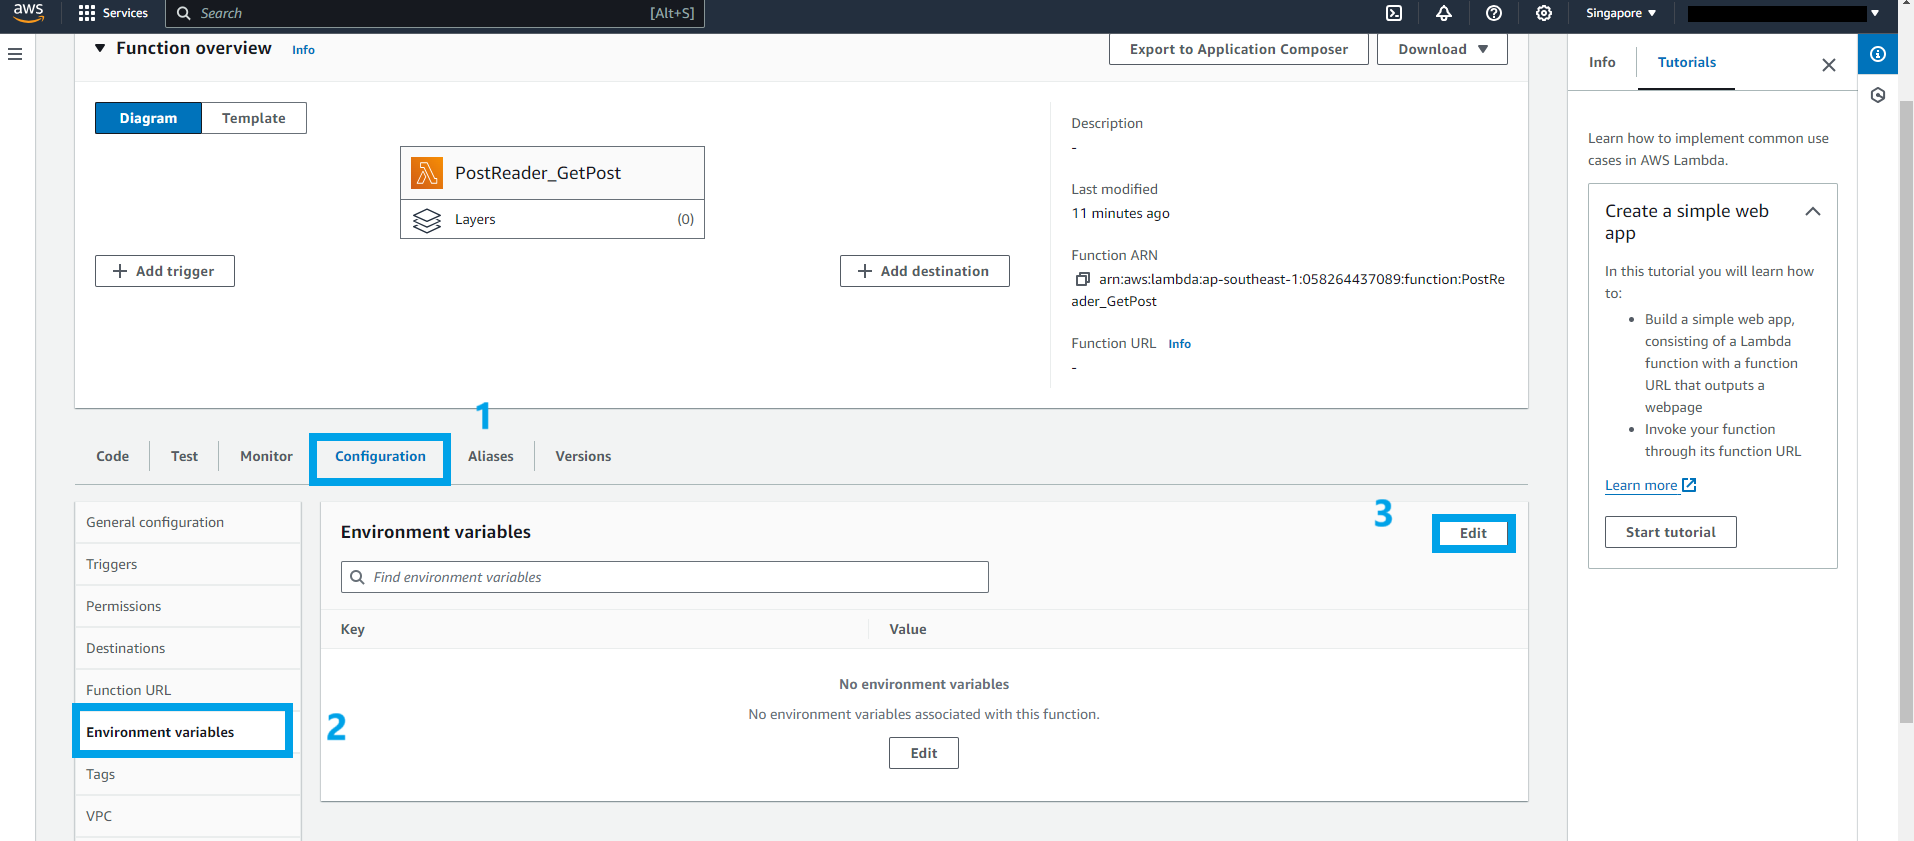 aws
Services
Search
[Alt+S]
Singapore
Function overview
Info
Export to Application Composer
Download
Diagram
Template
PostReader_GetPost
Layers
(0)
Add trigger
Add destination
Description
-
Last modified
11 minutes ago
Function ARN
arn:aws:lambda:ap-southeast-1:058264437089:function:PostRe
ader_GetPost
Function URL Info
-
1
Code
Test
Monitor
Configuration
Aliases
Versions
General configuration
Triggers
Permissions
Destinations
Function URL
Environment variables
Tags
VPC
2
Environment variables
3
Edit
Find environment variables
Key
Value
No environment variables
No environment variables associated with this function.
Edit
Info
Tutorials
Learn how to implement common use
cases in AWS Lambda.
Create a simple web
app
In this tutorial you will learn how
to:
• Build a simple web app,
consisting of a Lambda
function with a function
URL that outputs a
webpage
• Invoke your function
through its function URL
Learn more
Start tutorial